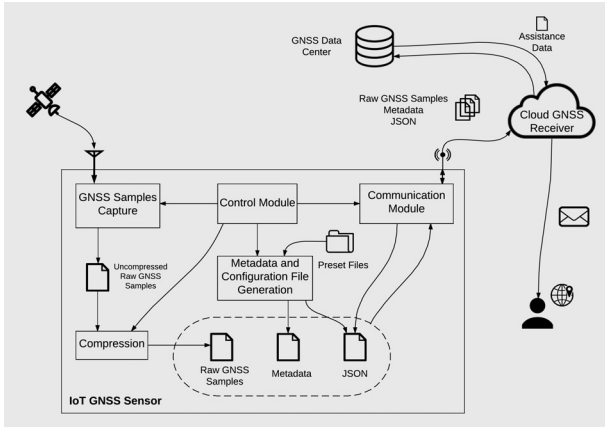 GNSS Data
Center
Assistance
Data
Raw GNSS Samples
Metadata
JSON
Cloud GNSS
Receiver
GNSS Samples
Capture
Control Module
Communication
Module
Uncompressed
Raw GNSS
Samples
Metadata and
Configuration File
Generation
Preset Files
Compression
Raw GNSS
Samples
Metadata
JSON
IoT GNSS Sensor